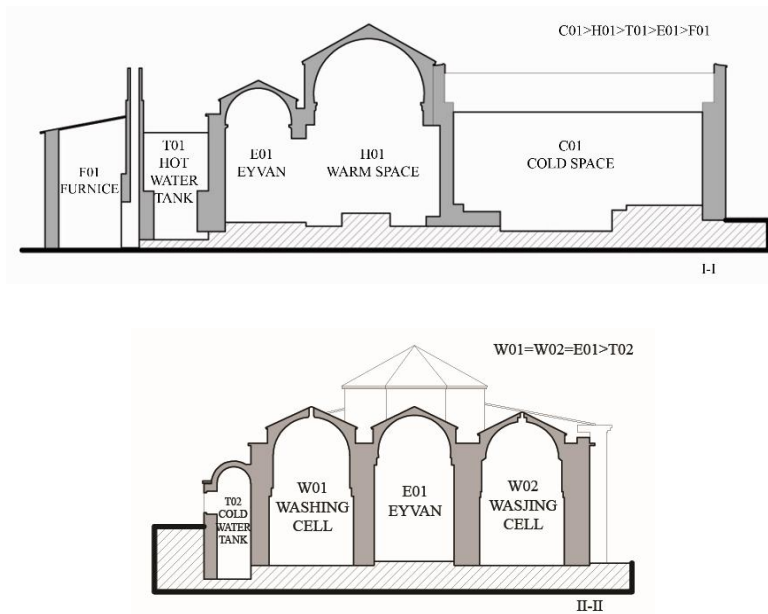 C01>H01>T01>E01>F01
F01
FURNICE
T01
HOT
WATER
TANK
E01
EYVAN
H01
WARM SPACE
C01
COLD SPACE
I-I
W01=W02=E01>T02
T02
COLD
WATER
TANK
W01
WASHING
CELL
E01
EYVAN
W02
WASJING
CELL
II-II